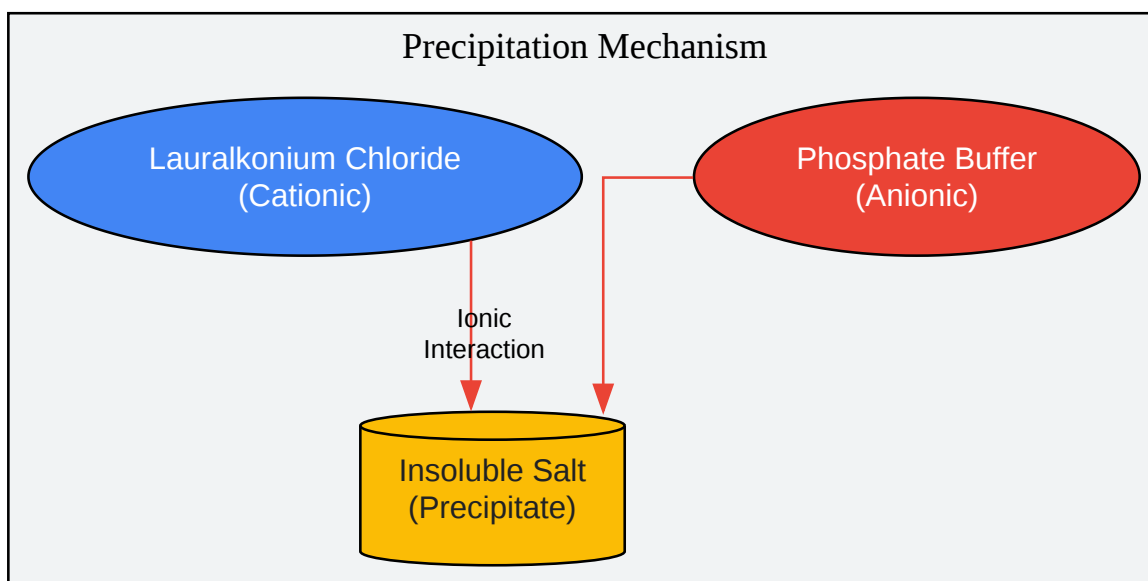 Precipitation Mechanism
Lauralkonium Chloride
(Cationic)
Phosphate Buffer
(Anionic)
Ionic
Interaction
Insoluble Salt
(Precipitate)